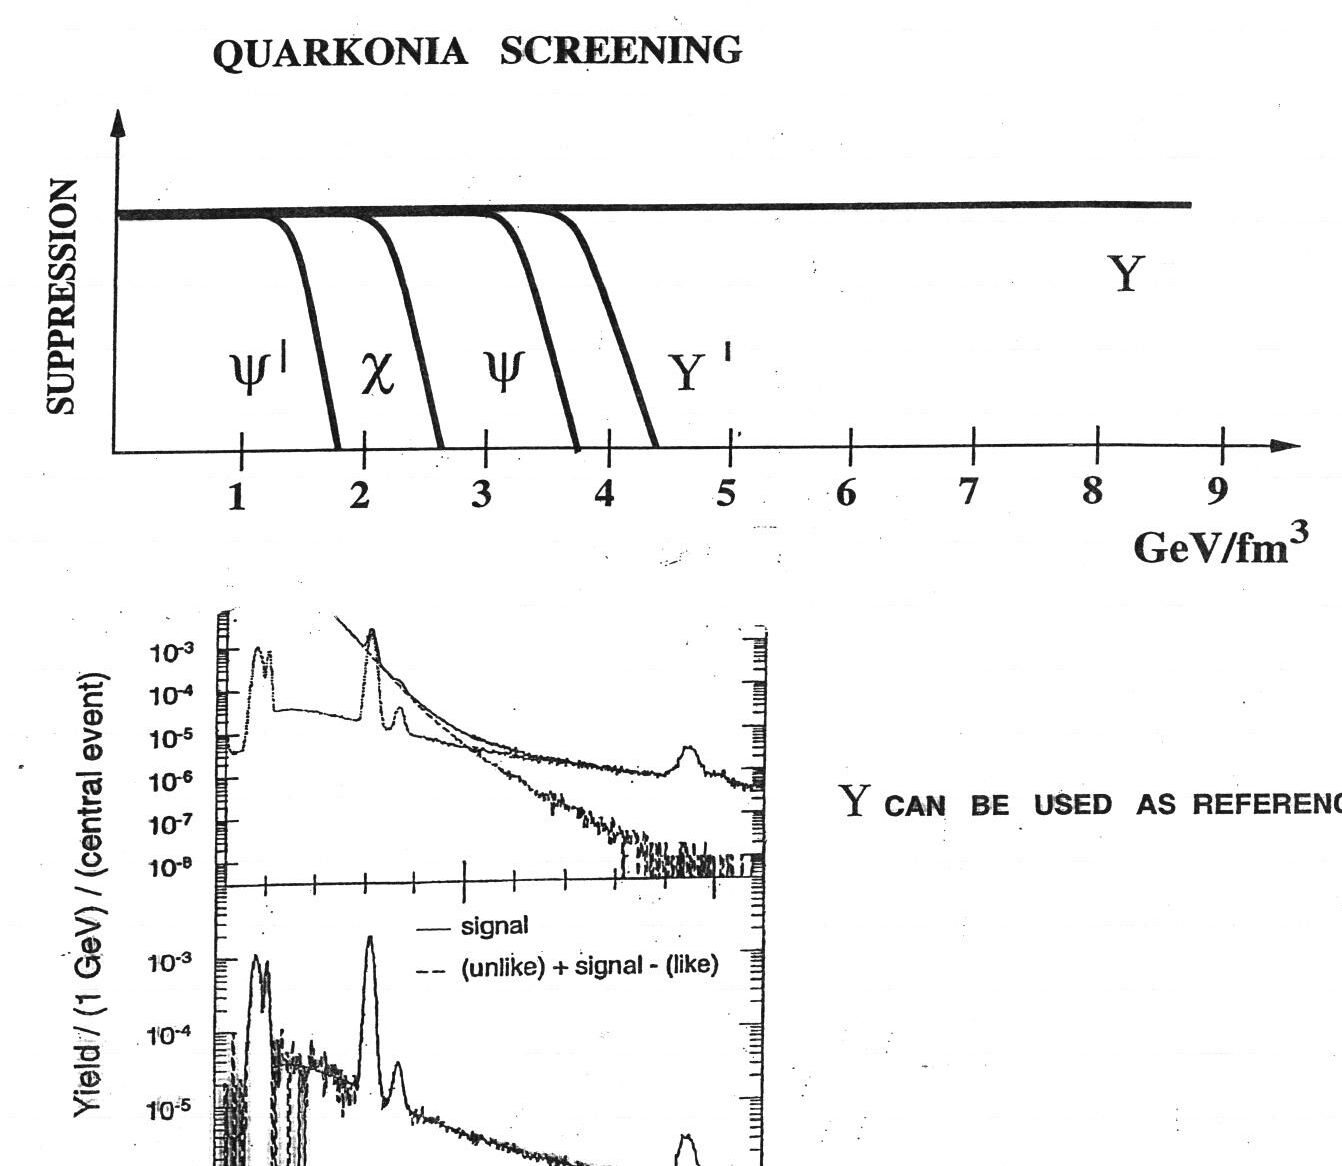 QUARKONIA SCREENING
SUPPRESSION
Υ
ψ' χ ψ Υ'
1 2 3 4 5 6 7 8 9
GeV/fm³
10⁻³
10⁻⁴
10⁻⁵
10⁻⁶
10⁻⁷
10⁻⁸
Υ CAN BE USED AS
Yield / (1 GeV) / (central event)
signal
(unlike) + signal - (like)
10⁻³
10⁻⁴
10⁻⁵